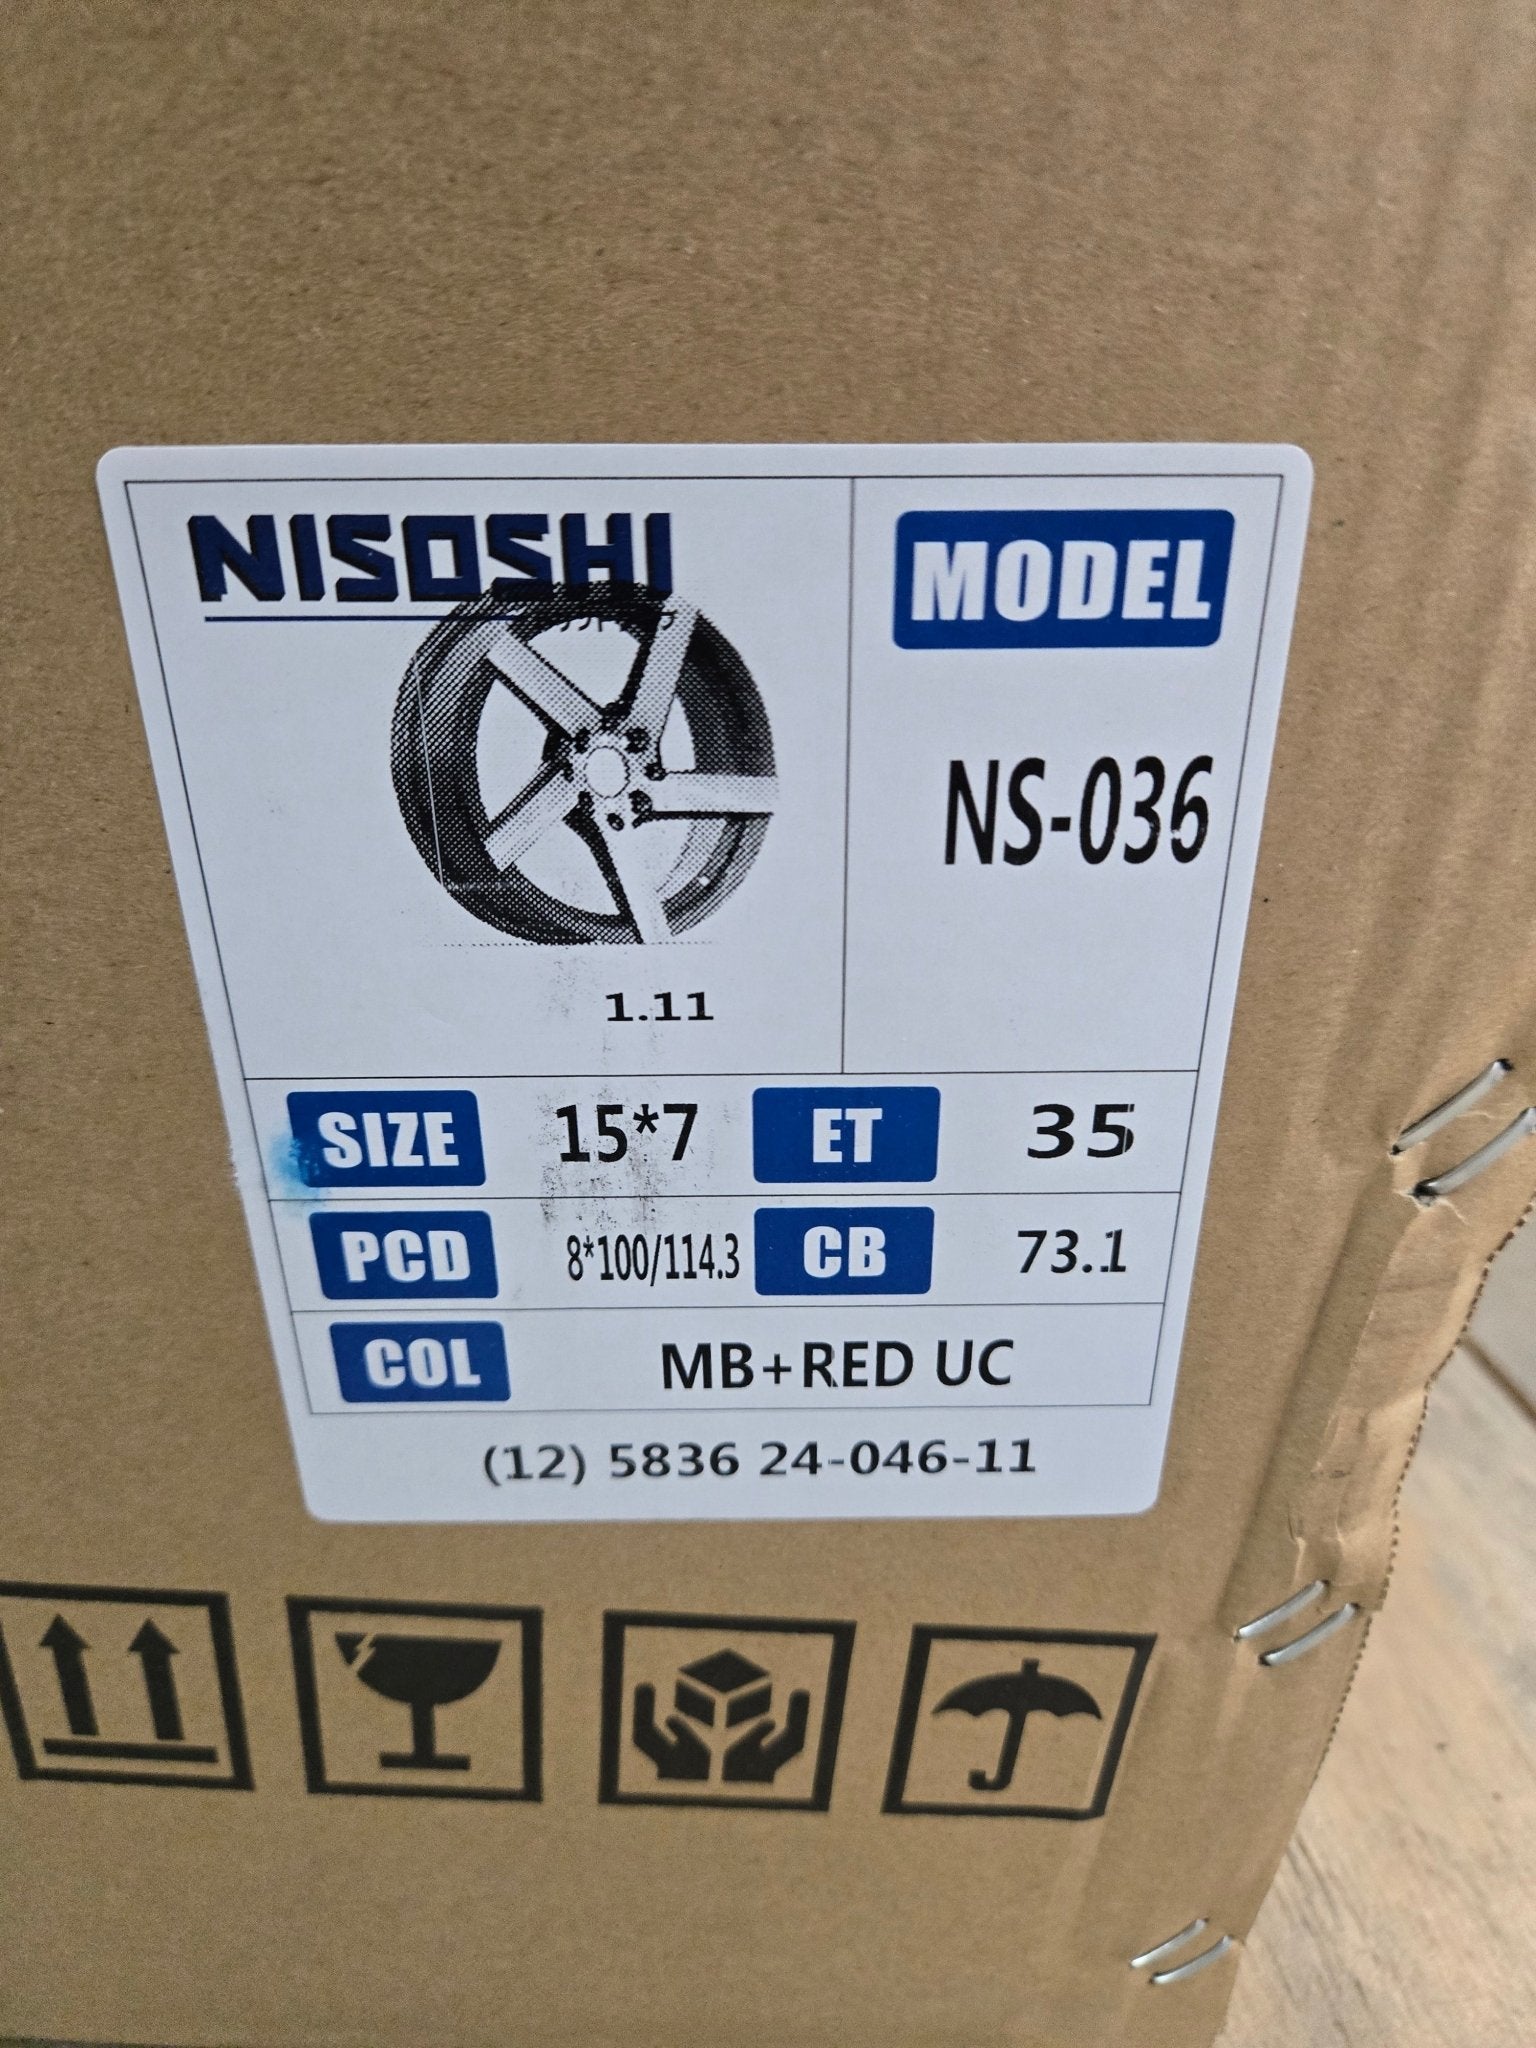 NISOSHI
MODEL
NS-036
1.11
SIZE 15*7 ET 35
PCD 8*100/114.3 CB 73.1
COL MB+RED UC
(12) 5836 24-046-11